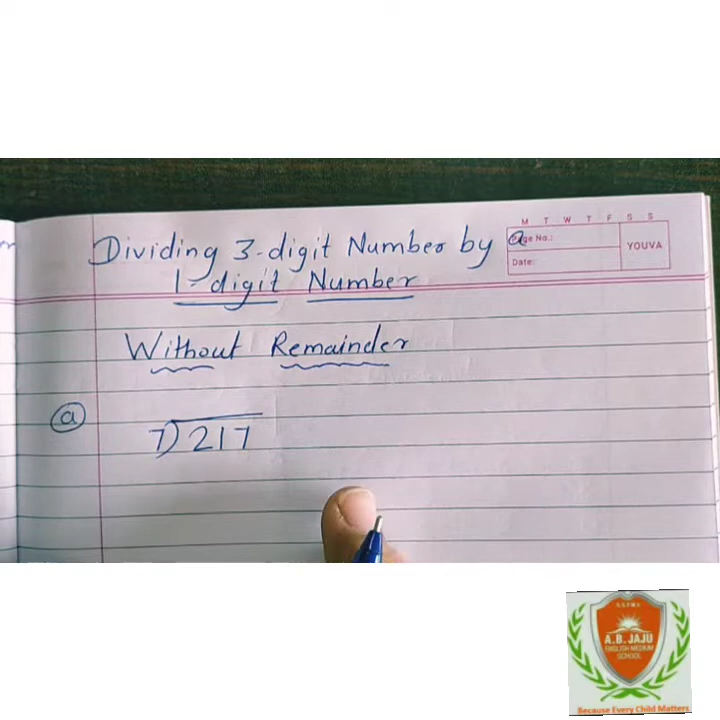 M T W T F S S
Dividing 3-digit Number by a
Page No.:
YOUVA
Date:
1-digit Number
Without Remainder
a
7)217
A.B.JAJU
ENGLISH MEDIUM
SCHOOL
Because Every Child Matters